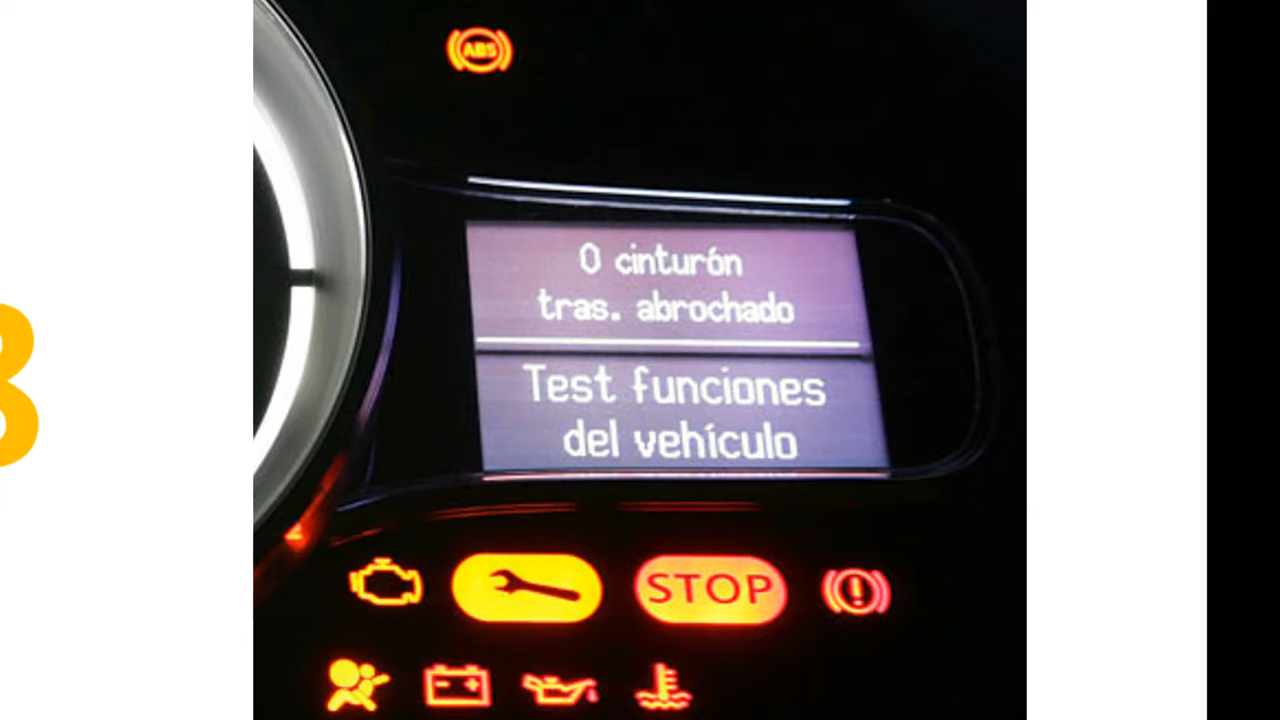 ABS
0 cinturón
tras. abrochado
Test funciones
del vehículo
STOP